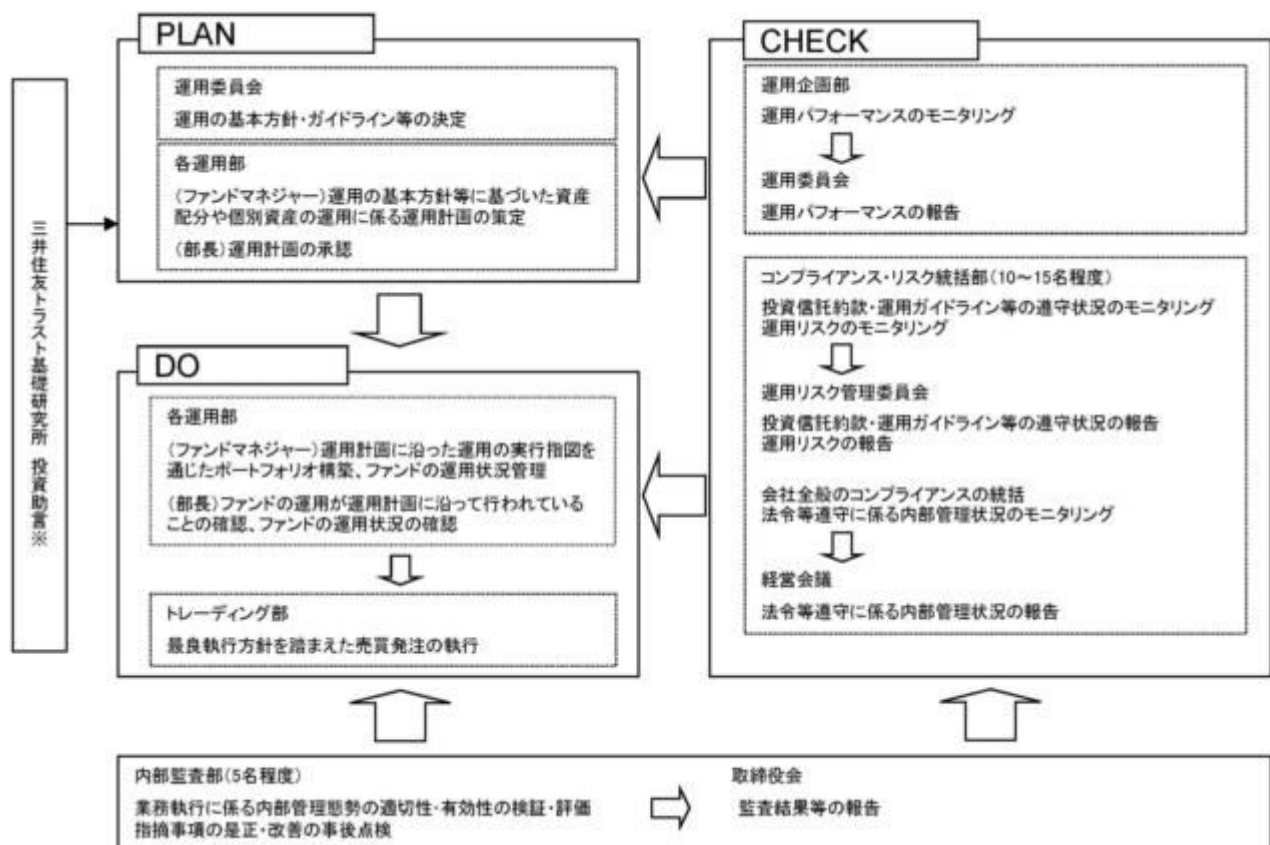 PLAN
運用委員会
運用の基本方針・ガイドライン等の決定
各運用部
(ファンドマネジャー)運用の基本方針等に基づいた資産
配分や個別資産の運用に係る運用計画の策定
(部長)運用計画の承認
三井住友トラスト基礎研究所 投資助言※
DO
各運用部
(ファンドマネジャー)運用計画に沿った運用の実行指図を
通じたポートフォリオ構築、ファンドの運用状況管理
(部長)ファンドの運用が運用計画に沿って行われている
ことの確認、ファンドの運用状況の確認
トレーディング部
最良執行方針を踏まえた売買発注の執行
CHECK
運用企画部
運用パフォーマンスのモニタリング
運用委員会
運用パフォーマンスの報告
コンプライアンス・リスク統括部(10～15名程度)
投資信託約款・運用ガイドライン等の遵守状況のモニタリング
運用リスクのモニタリング
運用リスク管理委員会
投資信託約款・運用ガイドライン等の遵守状況の報告
運用リスクの報告
会社全般のコンプライアンスの統括
法令等遵守に係る内部管理状況のモニタリング
経営会議
法令等遵守に係る内部管理状況の報告
内部監査部(5名程度)
業務執行に係る内部管理態勢の適切性・有効性の検証・評価
指摘事項の是正・改善の事後点検
取締役会
監査結果等の報告